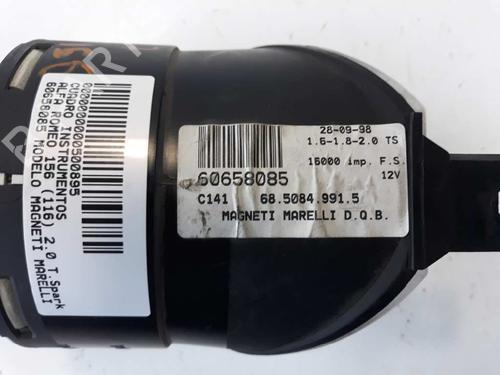 0000000000500895
CUADRO INSTRUMENTOS
ALFA ROMEO 156 (116) 2.0 T.Spark
60658085 MODELO MAGNETI MARELLI
28-09-98
1.6-1.8-2.0 TS
16000 imp. F.S.
60658085 12V
C141 68.5084.991.5
MAGNETI MARELLI D.Q.B.